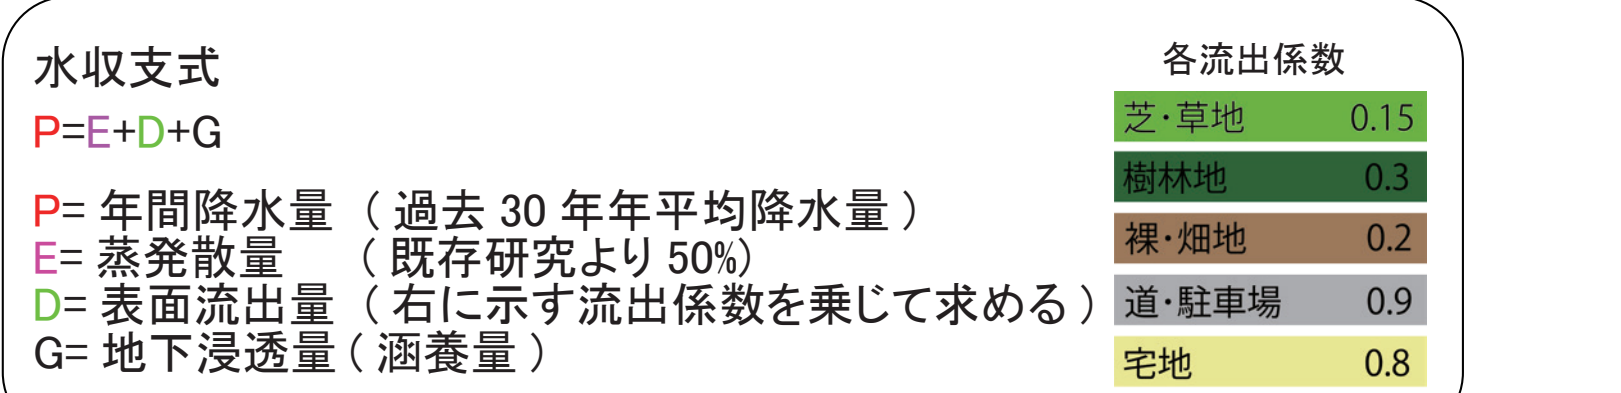 水収支式
P=E+D+G
P= 年間降水量 ( 過去 30 年年平均降水量 )
E= 蒸発散量 ( 既存研究より 50%)
D= 表面流出量 ( 右に示す流出係数を乗じて求める )
G= 地下浸透量 ( 涵養量 )
各流出係数
芝・草地 0.15
樹林地 0.3
裸・畑地 0.2
道・駐車場 0.9
宅地 0.8